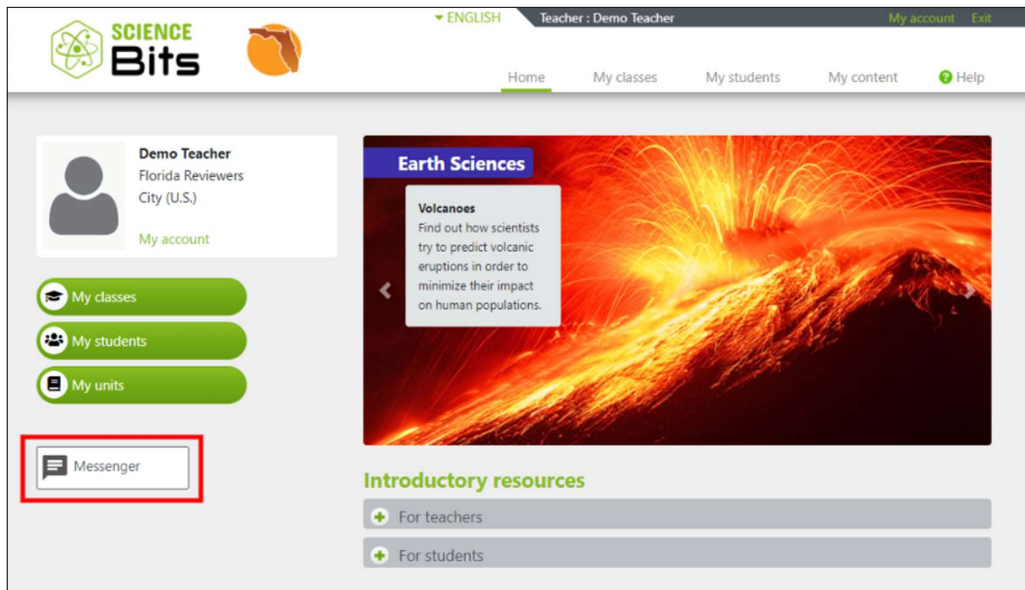 SCIENCE
Bits
ENGLISH
Teacher : Demo Teacher
My account Exit
Home My classes My students My content Help
Demo Teacher
Florida Reviewers
City (U.S.)
My account
My classes
My students
My units
Messenger
Earth Sciences
Volcanoes
Find out how scientists
try to predict volcanic
eruptions in order to
minimize their impact
on human populations.
Introductory resources
For teachers
For students